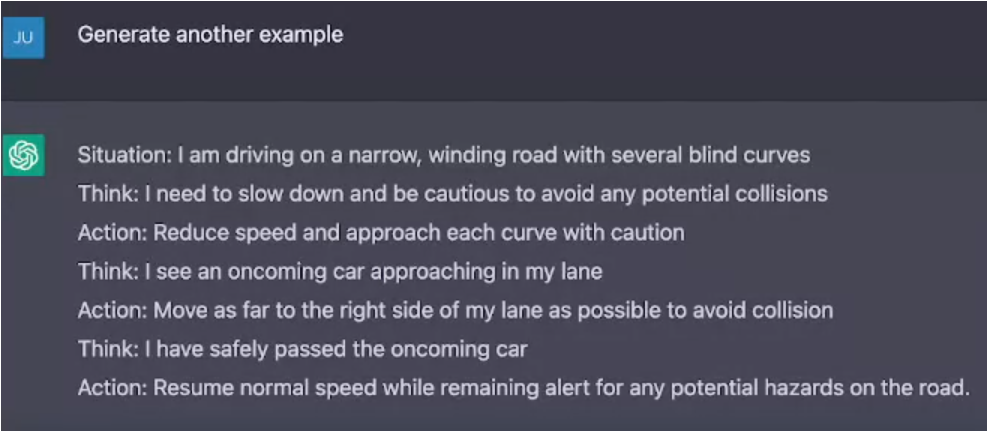 JU
Generate another example
Situation: I am driving on a narrow, winding road with several blind curves
Think: I need to slow down and be cautious to avoid any potential collisions
Action: Reduce speed and approach each curve with caution
Think: I see an oncoming car approaching in my lane
Action: Move as far to the right side of my lane as possible to avoid collision
Think: I have safely passed the oncoming car
Action: Resume normal speed while remaining alert for any potential hazards on the road.